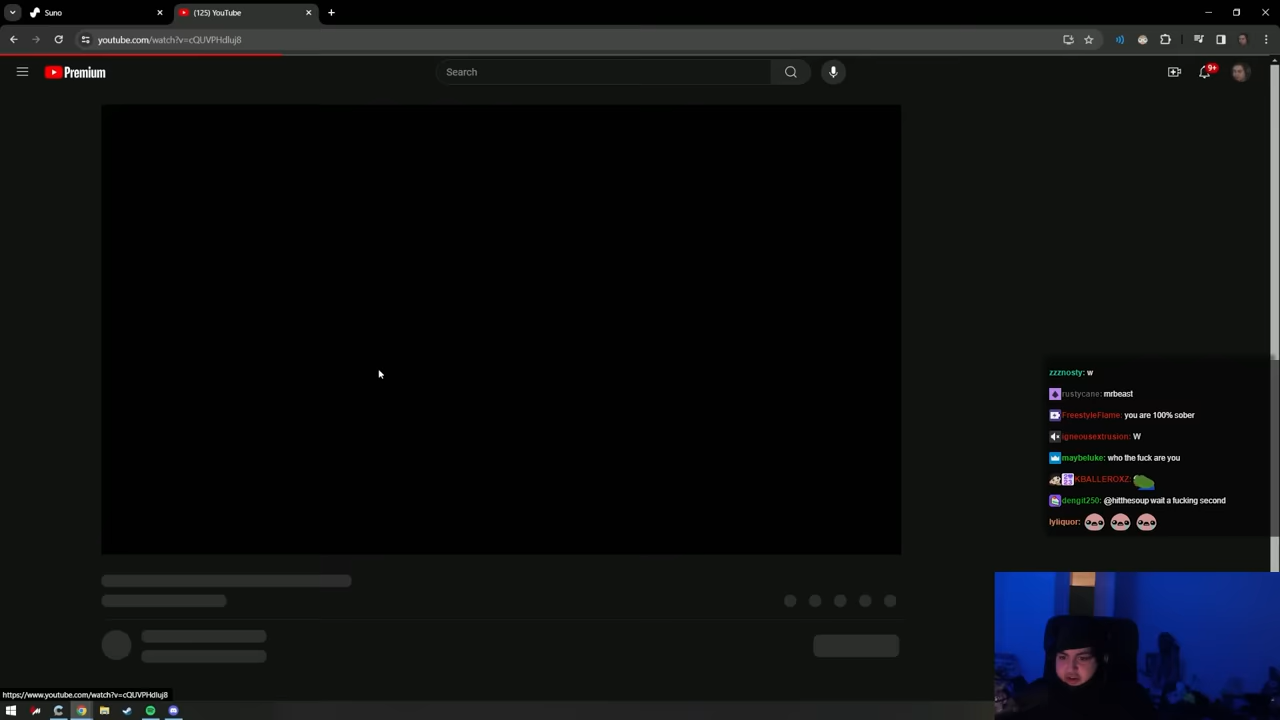 Suno
(125) YouTube
youtube.com/watch?v=cQUVPHdluj8
Premium
Search
9+
zzznosty: w
rustycane: mrbeast
FreestyleFlame: you are 100% sober
igneousextrusion: W
maybeluke: who the fuck are you
KBALLEROXZ:
dengit250: @hitthesoup wait a fucking second
lyliquor:
https://www.youtube.com/watch?v=cQUVPHdluj8